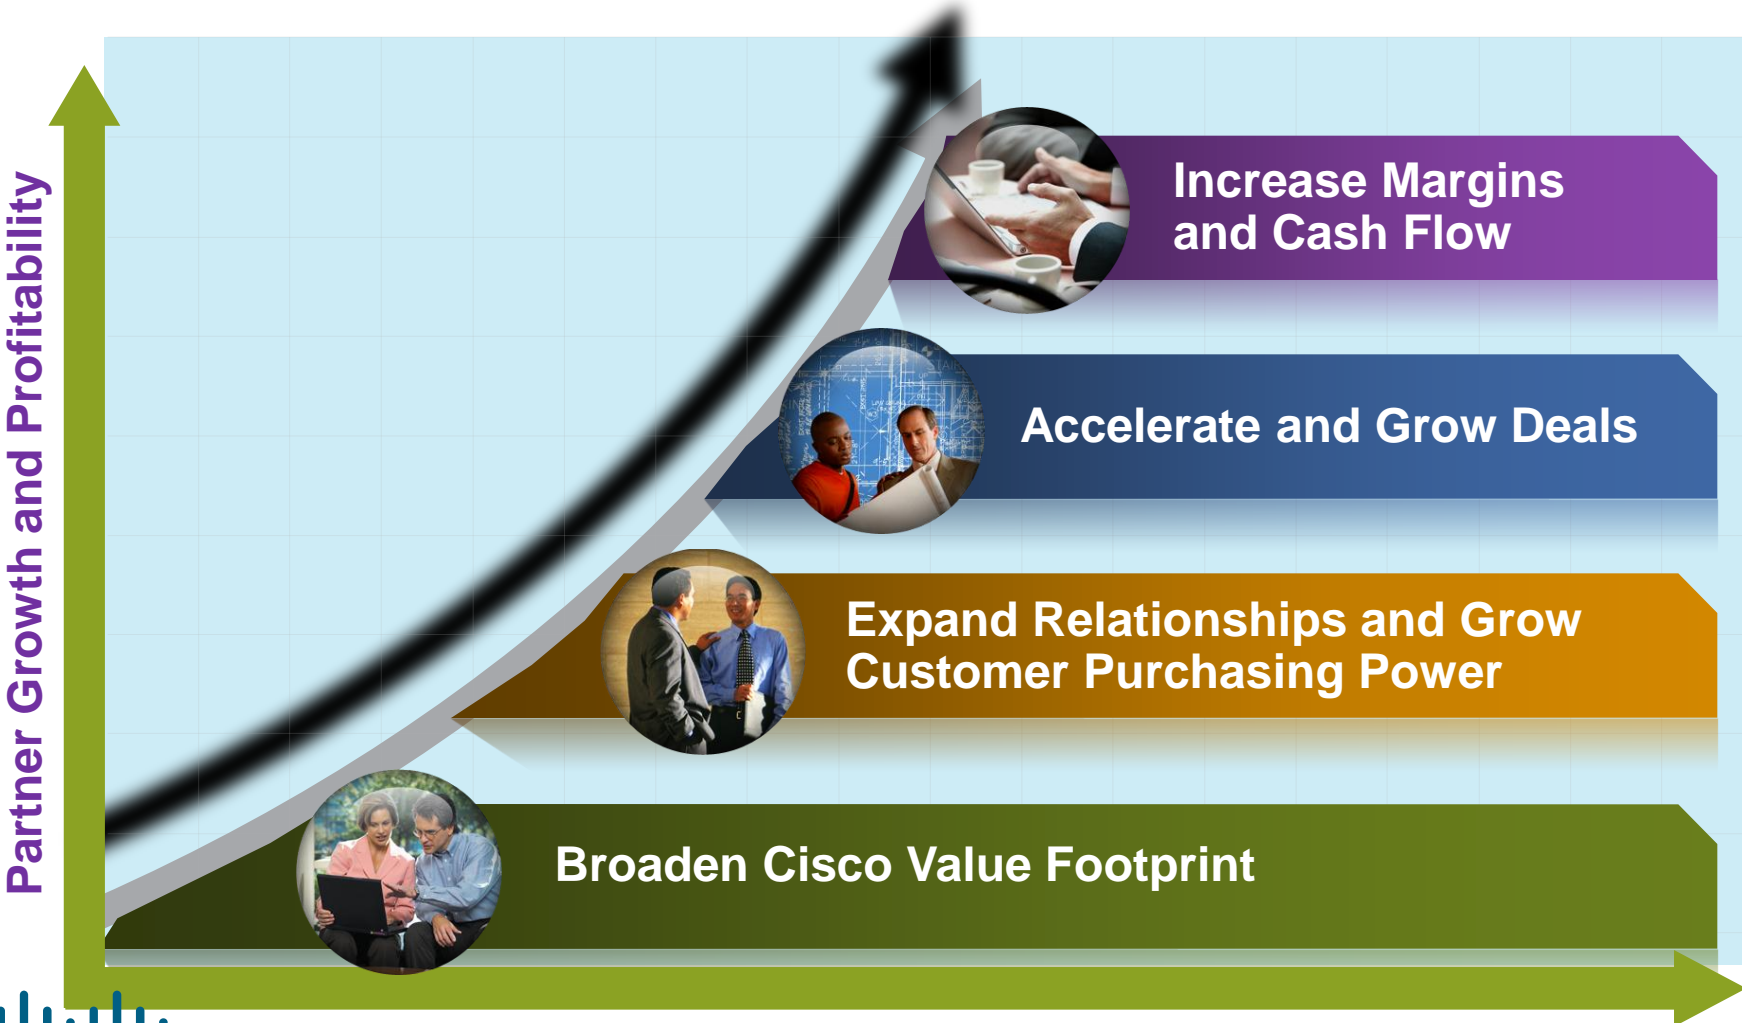 Partner Growth and Profitability
Increase Margins
and Cash Flow
Accelerate and Grow Deals
Expand Relationships and Grow
Customer Purchasing Power
Broaden Cisco Value Footprint